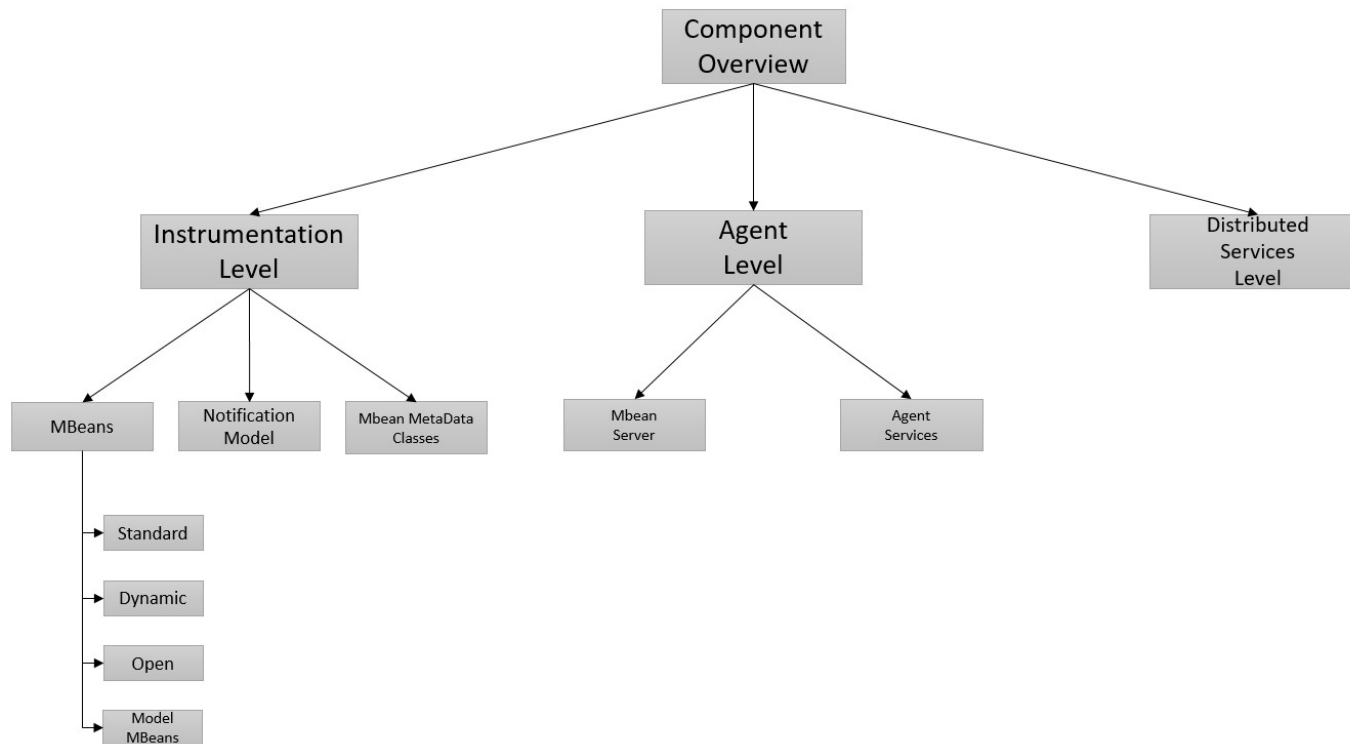 Component
Overview
Instrumentation
Level
Agent
Level
Distributed
Services
Level
MBeans
Notification
Model
Mbean MetaData
Classes
Mbean
Server
Agent
Services
Standard
Dynamic
Open
Model
MBeans